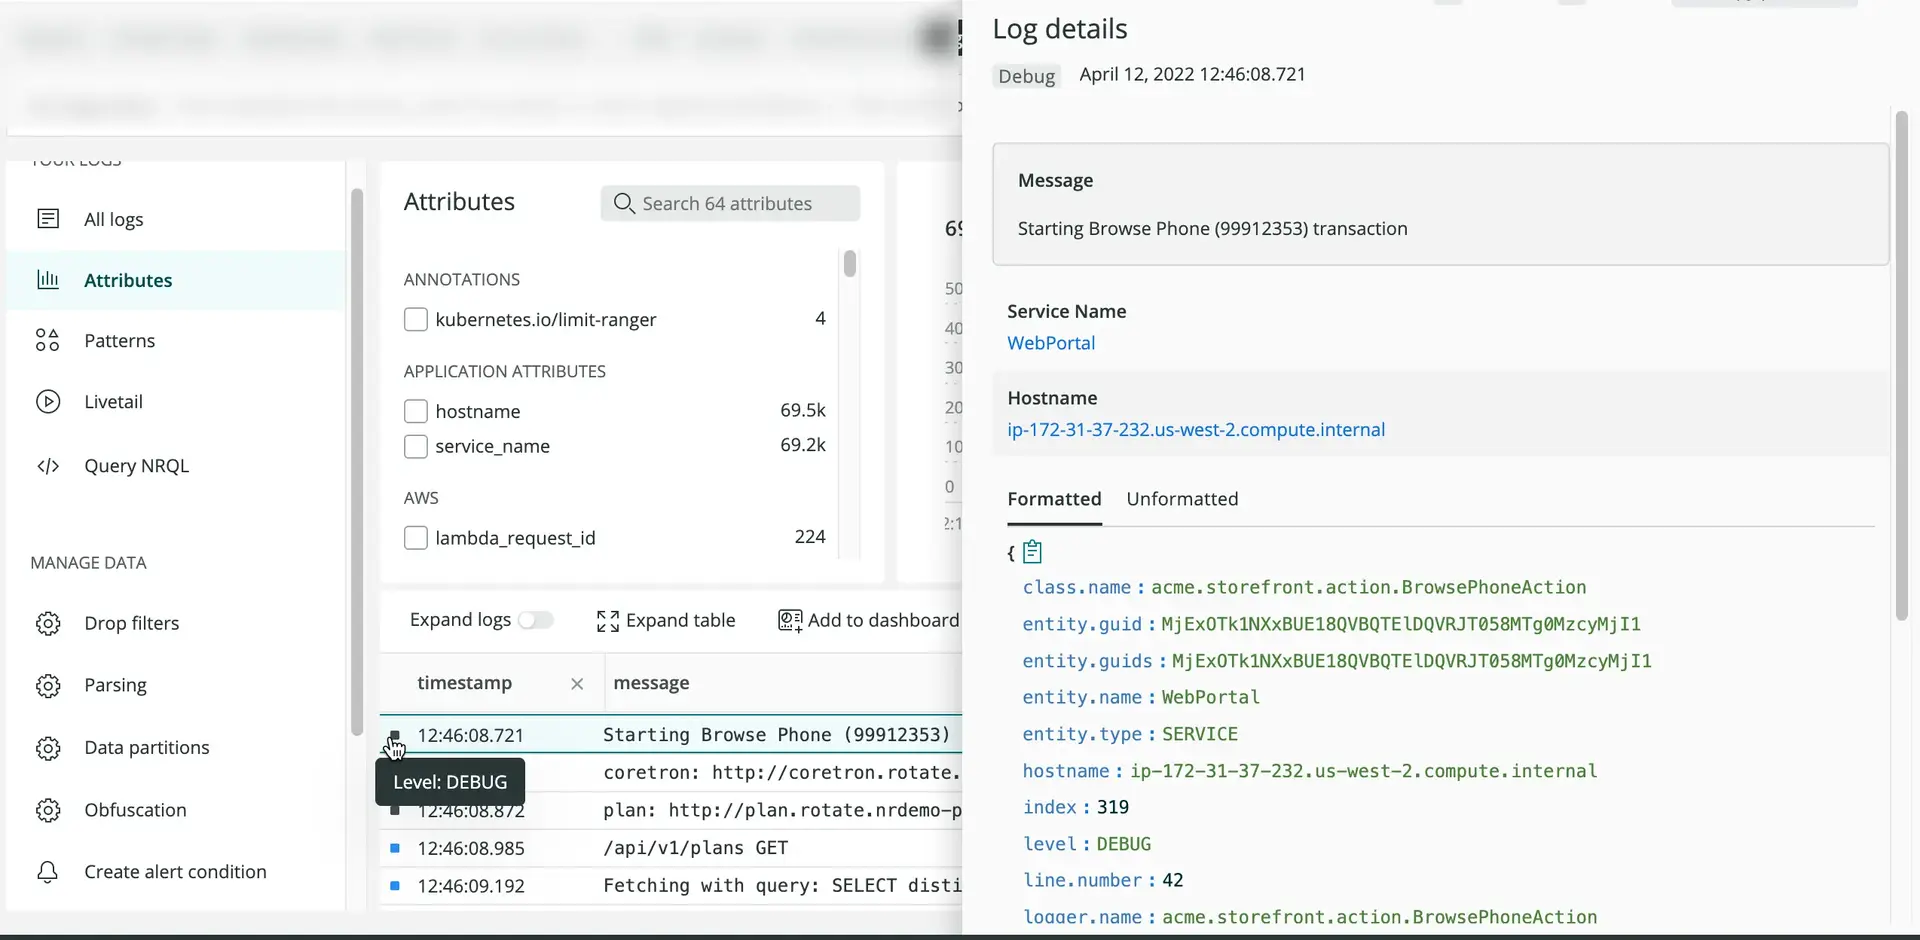 YOUR LOGS
All logs
Attributes
Patterns
Livetail
Query NRQL
MANAGE DATA
Drop filters
Parsing
Data partitions
Obfuscation
Create alert condition
Attributes
Search 64 attributes
ANNOTATIONS
kubernetes.io/limit-ranger 4
APPLICATION ATTRIBUTES
hostname 69.5k
service_name 69.2k
AWS
lambda_request_id 224
69
50
40
30
20
10
0
2:1
Expand logs
Expand table
Add to dashboard
timestamp
message
12:46:08.721 Starting Browse Phone (99912353)
Level: DEBUG
coretron: http://coretron.rotate.
12:46:08.872 plan: http://plan.rotate.nrdemo-p
12:46:08.985 /api/v1/plans GET
12:46:09.192 Fetching with query: SELECT disti
Log details
Debug April 12, 2022 12:46:08.721
Message
Starting Browse Phone (99912353) transaction
Service Name
WebPortal
Hostname
ip-172-31-37-232.us-west-2.compute.internal
Formatted Unformatted
{
class.name : acme.storefront.action.BrowsePhoneAction
entity.guid : MjExOTk1NXxBUE18QVBQTElDQVRJT058MTg0MzcyMjI1
entity.guids : MjExOTk1NXxBUE18QVBQTElDQVRJT058MTg0MzcyMjI1
entity.name : WebPortal
entity.type : SERVICE
hostname : ip-172-31-37-232.us-west-2.compute.internal
index : 319
level : DEBUG
line.number : 42
logger.name : acme.storefront.action.BrowsePhoneAction